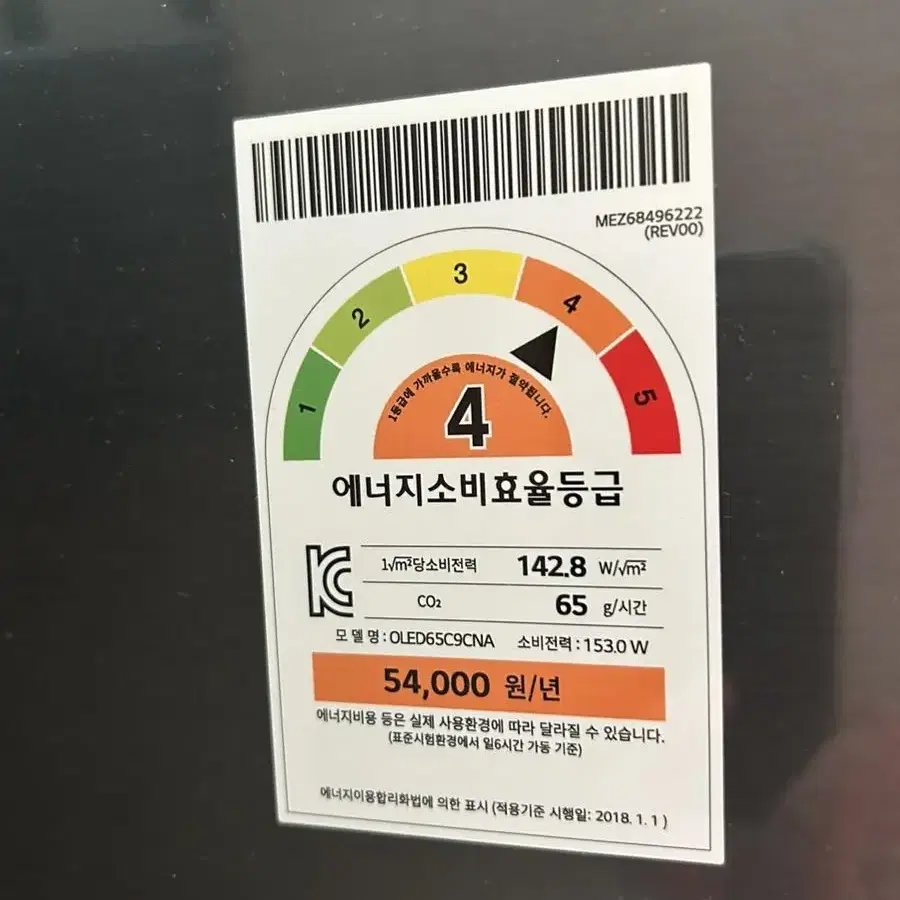 MEZ68496222
(REV00)
1
2
3
4
5
1등급에 가까울수록 에너지가 절약됩니다.
4
에너지소비효율등급
1√m²당소비전력 142.8 W/√m²
CO₂ 65 g/시간
모델명 : OLED65C9CNA 소비전력 : 153.0 W
54,000 원/년
에너지비용 등은 실제 사용환경에 따라 달라질 수 있습니다.
(표준시험환경에서 일6시간 가동 기준)
에너지이용합리화법에 의한 표시 (적용기준 시행일: 2018. 1. 1 )